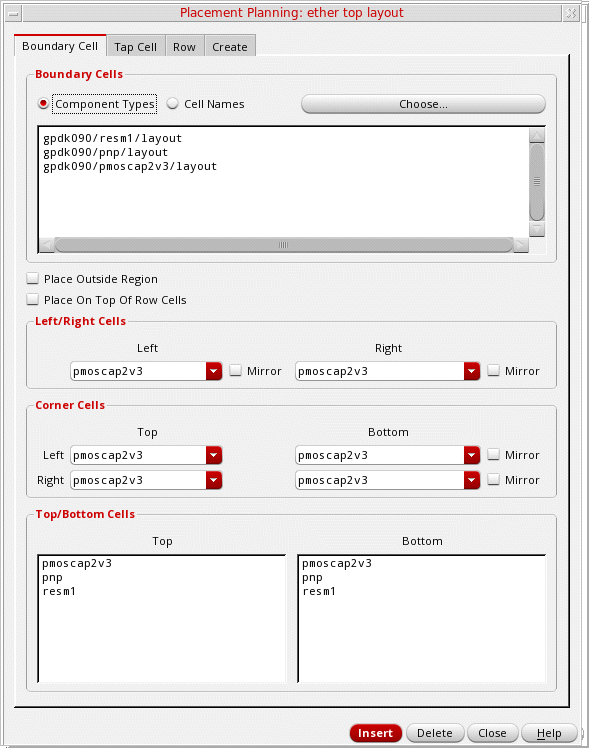 Placement Planning: ether top layout
Boundary Cell Tap Cell Row Create
Boundary Cells
Component Types Cell Names Choose...
gpdk090/resm1/layout
gpdk090/pnp/layout
gpdk090/pmoscap2v3/layout
Place Outside Region
Place On Top Of Row Cells
Left/Right Cells
Left Right
pmoscap2v3 Mirror pmoscap2v3 Mirror
Corner Cells
Top Bottom
Left pmoscap2v3 pmoscap2v3 Mirror
Right pmoscap2v3 pmoscap2v3 Mirror
Top/Bottom Cells
Top Bottom
pmoscap2v3 pmoscap2v3
pnp pnp
resm1 resm1
Insert Delete Close Help